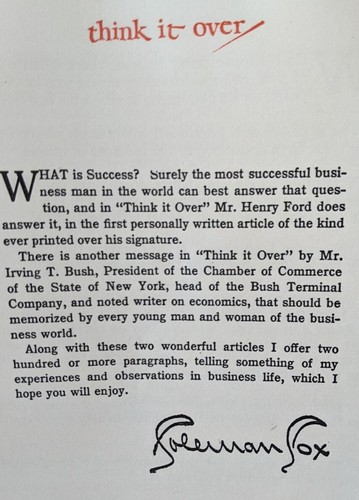 think it over
WHAT is Success? Surely the most successful busi-
ness man in the world can best answer that ques-
tion, and in "Think it Over" Mr. Henry Ford does
answer it, in the first personally written article of the kind
ever printed over his signature.
There is another message in "Think it Over" by Mr.
Irving T. Bush, President of the Chamber of Commerce
of the State of New York, head of the Bush Terminal
Company, and noted writer on economics, that should be
memorized by every young man and woman of the busi-
ness world.
Along with these two wonderful articles I offer two
hundred or more paragraphs, telling something of my
experiences and observations in business life, which I
hope you will enjoy.
Coleman Cox